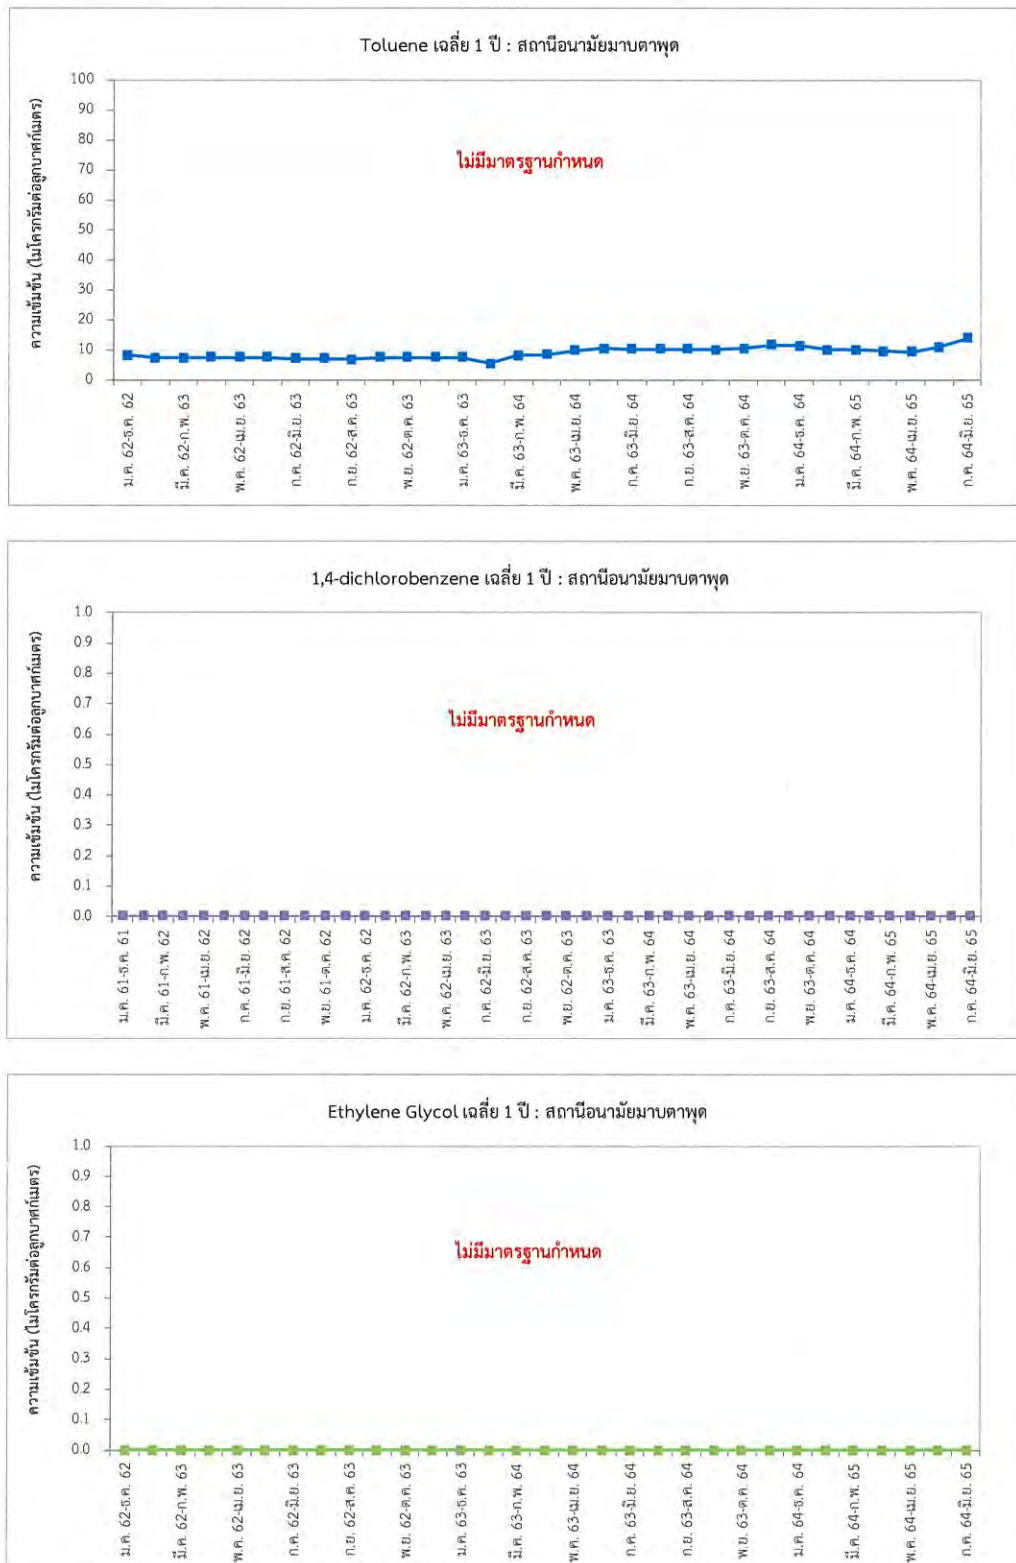 Toluene เฉลี่ย 1 ปี : สถานีอนามัยมาบตาพุด
ความเข้มข้น (ไมโครกรัมต่อลูกบาศก์เมตร)
100
90
80
70
60
50
40
30
20
10
0
ไม่มีมาตรฐานกำหนด
ม.ค. 62-ธ.ค. 62
มี.ค. 62-ก.พ. 63
พ.ค. 62-เม.ย. 63
ก.ค. 62-มิ.ย. 63
ก.ย. 62-ส.ค. 63
พ.ย. 62-ต.ค. 63
ม.ค. 63-ธ.ค. 63
มี.ค. 63-ก.พ. 64
พ.ค. 63-เม.ย. 64
ก.ค. 63-มิ.ย. 64
ก.ย. 63-ส.ค. 64
พ.ย. 63-ต.ค. 64
ม.ค. 64-ธ.ค. 64
มี.ค. 64-ก.พ. 65
พ.ค. 64-เม.ย. 65
ก.ค. 64-มิ.ย. 65
1,4-dichlorobenzene เฉลี่ย 1 ปี : สถานีอนามัยมาบตาพุด
ความเข้มข้น (ไมโครกรัมต่อลูกบาศก์เมตร)
1.0
0.9
0.8
0.7
0.6
0.5
0.4
0.3
0.2
0.1
0.0
ไม่มีมาตรฐานกำหนด
ม.ค. 61-ธ.ค. 61
มี.ค. 61-ก.พ. 62
พ.ค. 61-เม.ย. 62
ก.ค. 61-มิ.ย. 62
ก.ย. 61-ส.ค. 62
พ.ย. 61-ต.ค. 62
ม.ค. 62-ธ.ค. 62
มี.ค. 62-ก.พ. 63
พ.ค. 62-เม.ย. 63
ก.ค. 62-มิ.ย. 63
ก.ย. 62-ส.ค. 63
พ.ย. 62-ต.ค. 63
ม.ค. 63-ธ.ค. 63
มี.ค. 63-ก.พ. 64
พ.ค. 63-เม.ย. 64
ก.ค. 63-มิ.ย. 64
ก.ย. 63-ส.ค. 64
พ.ย. 63-ต.ค. 64
ม.ค. 64-ธ.ค. 64
มี.ค. 64-ก.พ. 65
พ.ค. 64-เม.ย. 65
ก.ค. 64-มิ.ย. 65
Ethylene Glycol เฉลี่ย 1 ปี : สถานีอนามัยมาบตาพุด
ความเข้มข้น (ไมโครกรัมต่อลูกบาศก์เมตร)
1.0
0.9
0.8
0.7
0.6
0.5
0.4
0.3
0.2
0.1
0.0
ไม่มีมาตรฐานกำหนด
ม.ค. 62-ธ.ค. 62
มี.ค. 62-ก.พ. 63
พ.ค. 62-เม.ย. 63
ก.ค. 62-มิ.ย. 63
ก.ย. 62-ส.ค. 63
พ.ย. 62-ต.ค. 63
ม.ค. 63-ธ.ค. 63
มี.ค. 63-ก.พ. 64
พ.ค. 63-เม.ย. 64
ก.ค. 63-มิ.ย. 64
ก.ย. 63-ส.ค. 64
พ.ย. 63-ต.ค. 64
ม.ค. 64-ธ.ค. 64
มี.ค. 64-ก.พ. 65
พ.ค. 64-เม.ย. 65
ก.ค. 64-มิ.ย. 65